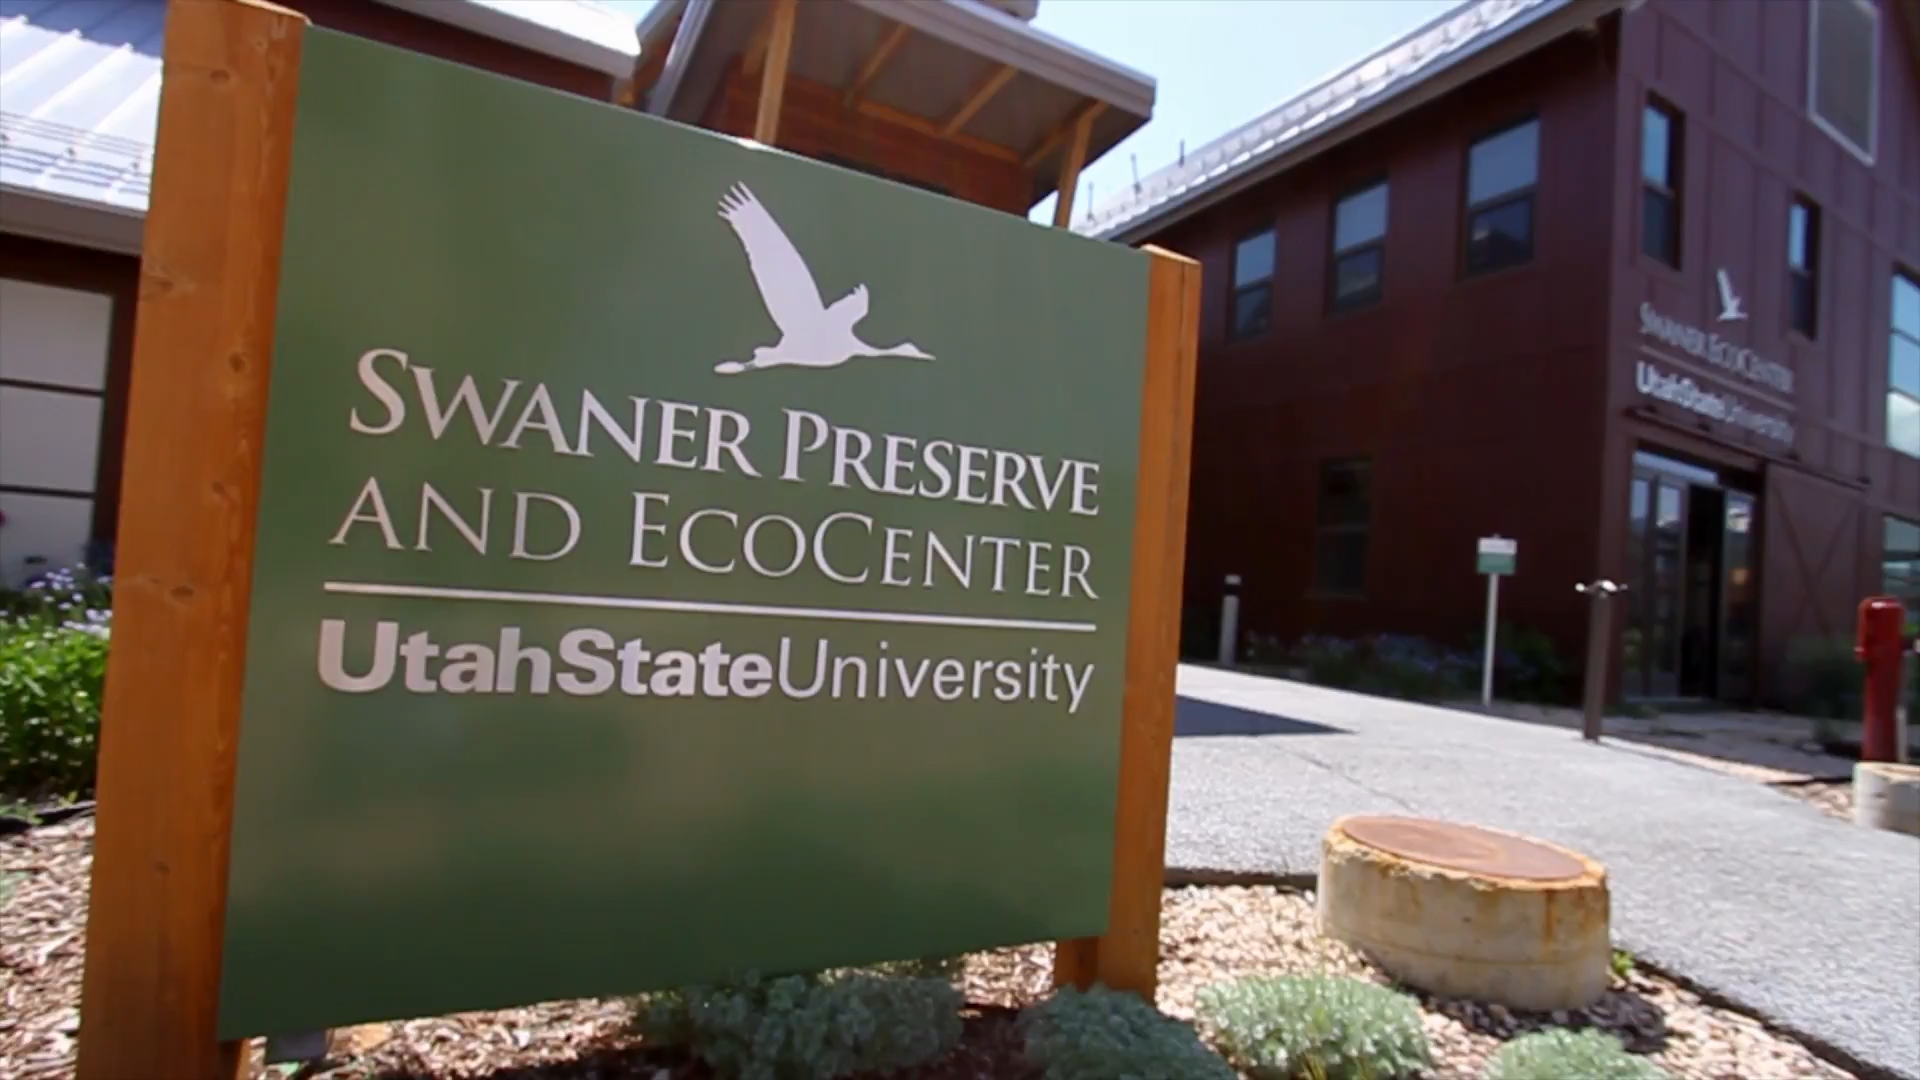 SWANER PRESERVE
AND ECOCENTER
UtahStateUniversity
SWANER ECOCENTER
UtahStateUniversity